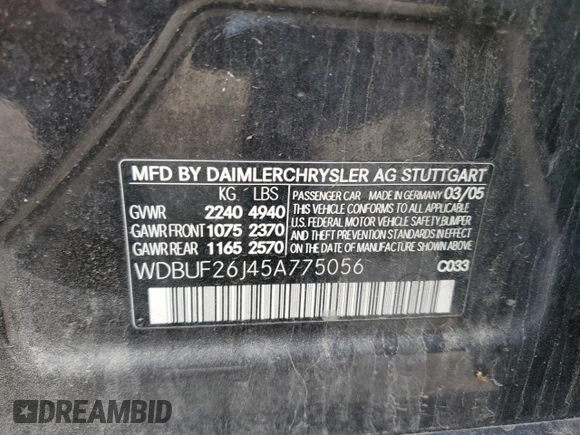 MFD BY DAIMLERCHRYSLER AG STUTTGART
KG LBS
GVWR 2240 4940
GAWR FRONT 1075 2370
GAWR REAR 1165 2570
PASSENGER CAR MADE IN GERMANY 03/05
THIS VEHICLE CONFORMS TO ALL APPLICABLE
U.S. FEDERAL MOTOR VEHICLE SAFETY, BUMPER
AND THEFT PREVENTION STANDARDS IN EFFECT
ON THE DATE OF MANUFACTURE SHOWN ABOVE.
WDBUF26J45A775056 C033
DREAMBID